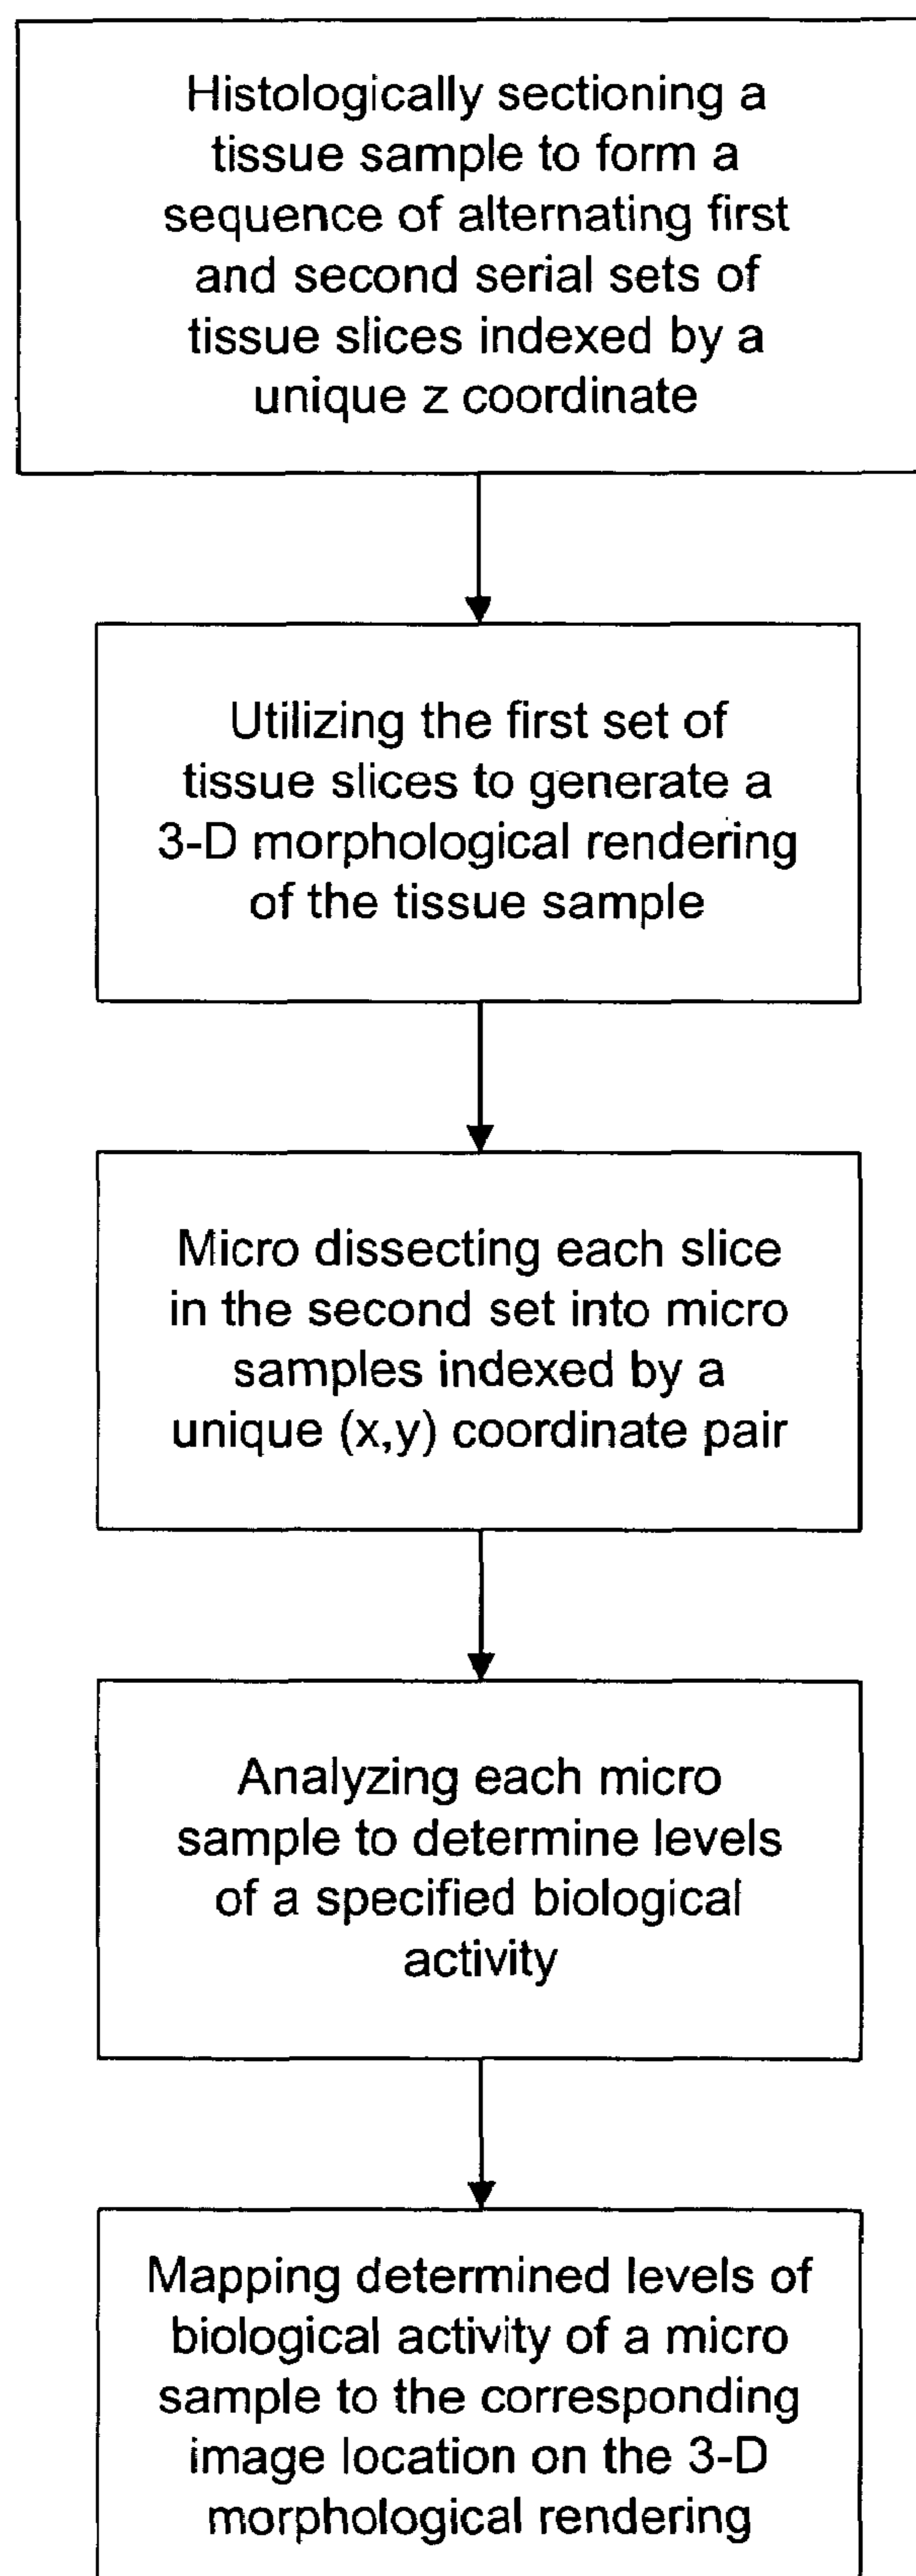 Histologically sectioning a
tissue sample to form a
sequence of alternating first
and second serial sets of
tissue slices indexed by a
unique z coordinate
Utilizing the first set of
tissue slices to generate a
3-D morphological rendering
of the tissue sample
Micro dissecting each slice
in the second set into micro
samples indexed by a
unique (x,y) coordinate pair
Analyzing each micro
sample to determine levels
of a specified biological
activity
Mapping determined levels of
biological activity of a micro
sample to the corresponding
image location on the 3-D
morphological rendering